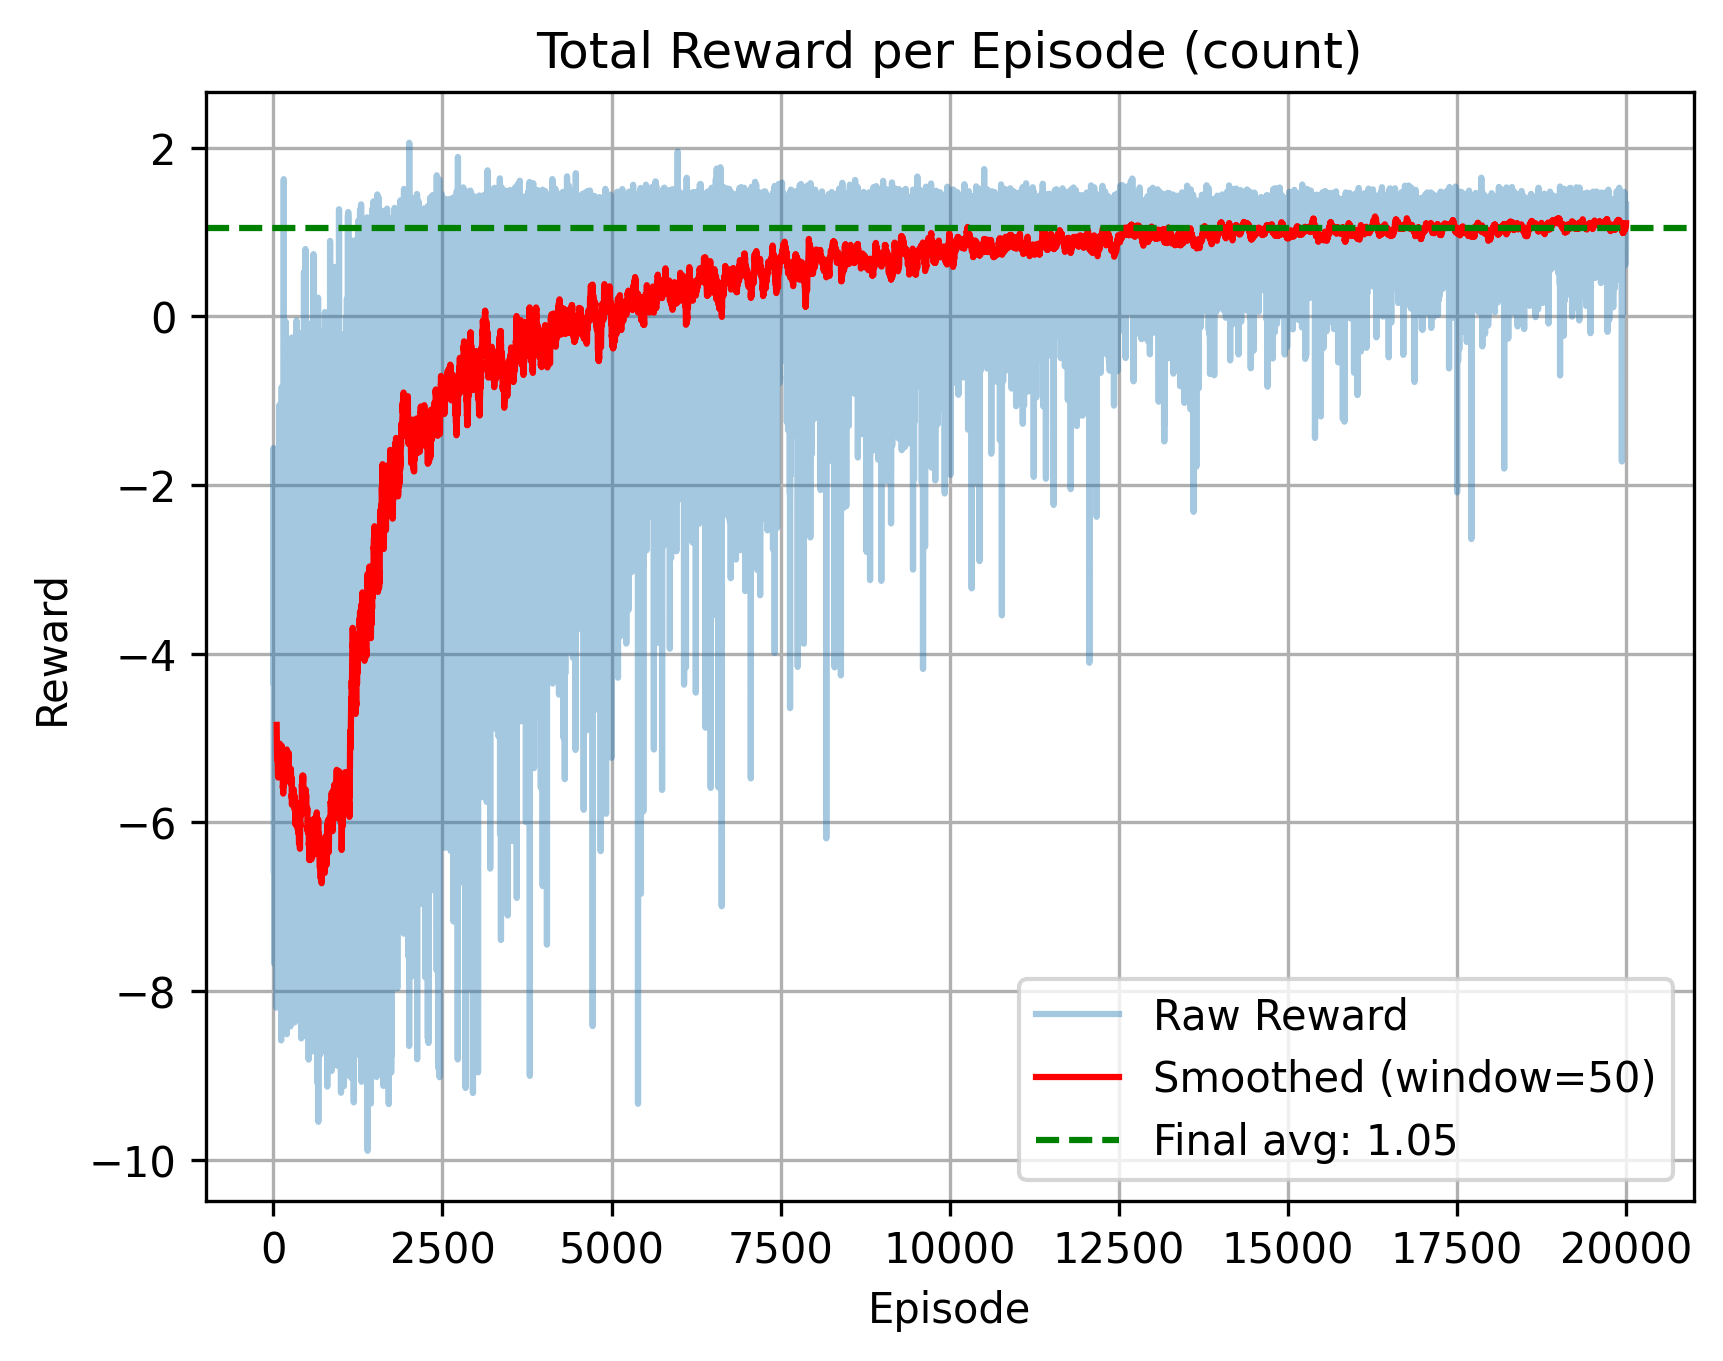 Total Reward per Episode (count)
2
0
−2
−4
−6
−8
−10
Reward
Raw Reward
Smoothed (window=50)
Final avg: 1.05
0 2500 5000 7500 10000 12500 15000 17500 20000
Episode